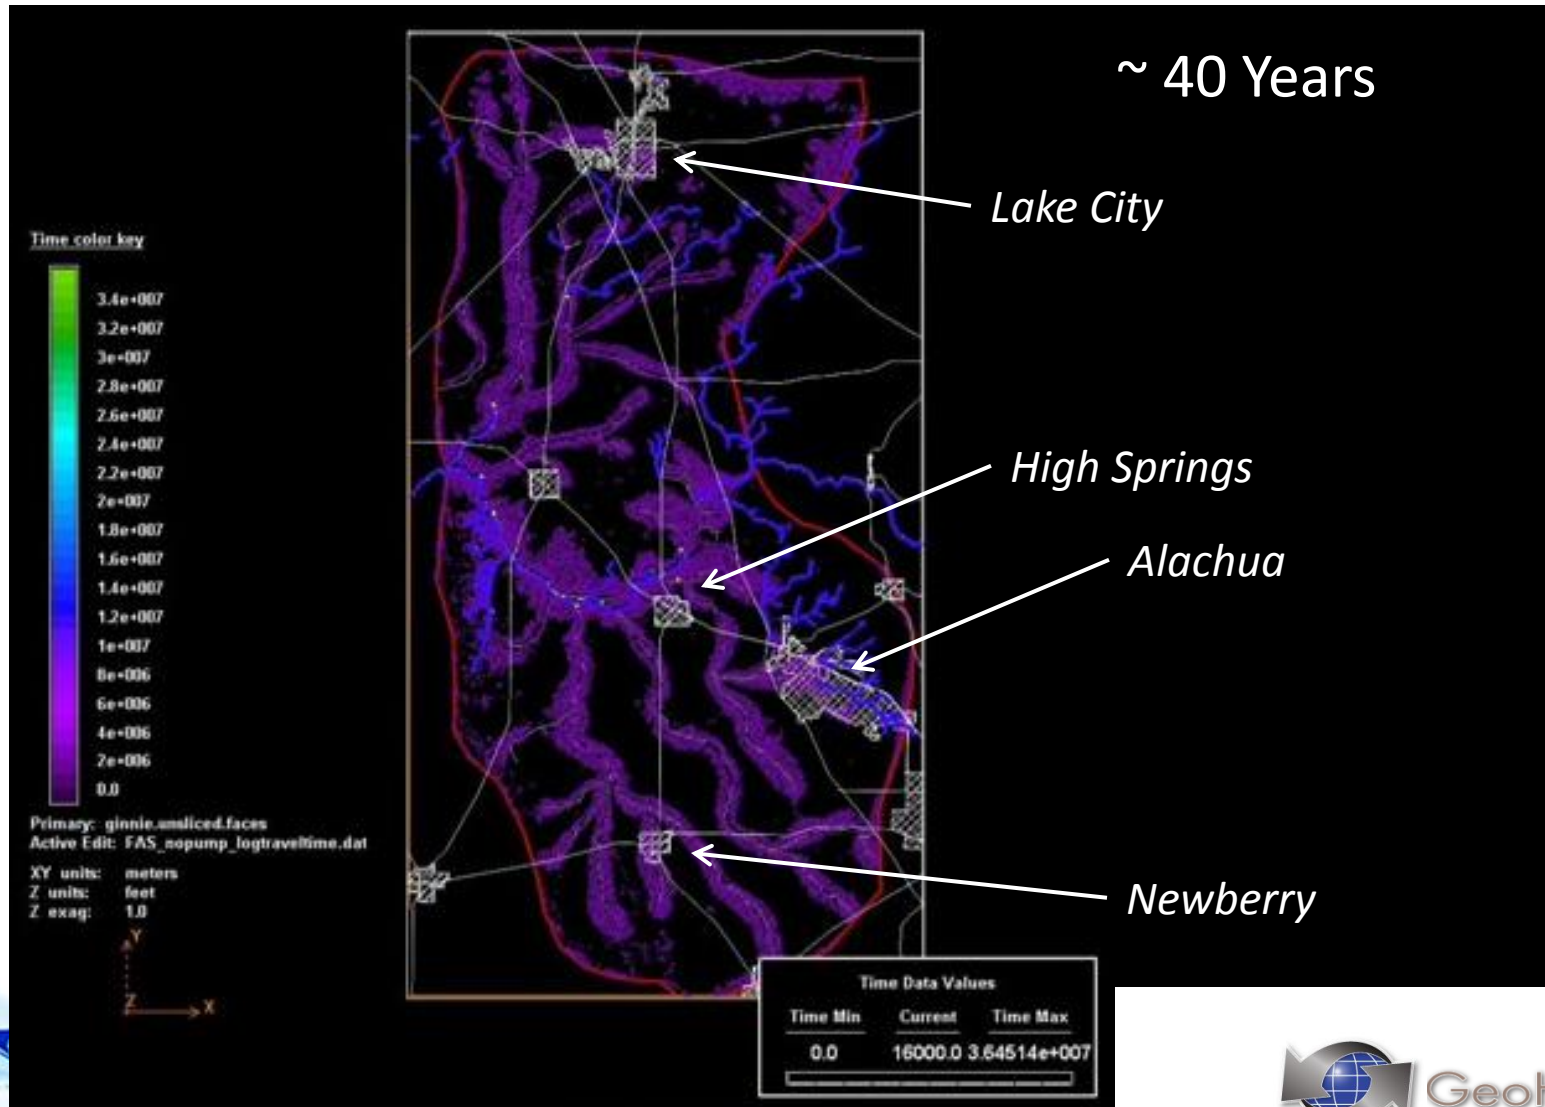 ~ 40 Years
Lake City
High Springs
Alachua
Newberry
Time color key
3.4e+007
3.2e+007
3e+007
2.8e+007
2.6e+007
2.4e+007
2.2e+007
2e+007
1.8e+007
1.6e+007
1.4e+007
1.2e+007
1e+007
8e+006
6e+006
4e+006
2e+006
0.0
Primary: ginnie.unsliced.faces
Active Edit: FAS_nopump_logtraveltime.dat
XY units: meters
Z units: feet
Z exag: 1.0
Y
Z
X
Time Data Values
Time Min Current Time Max
0.0 16000.0 3.64514e+007